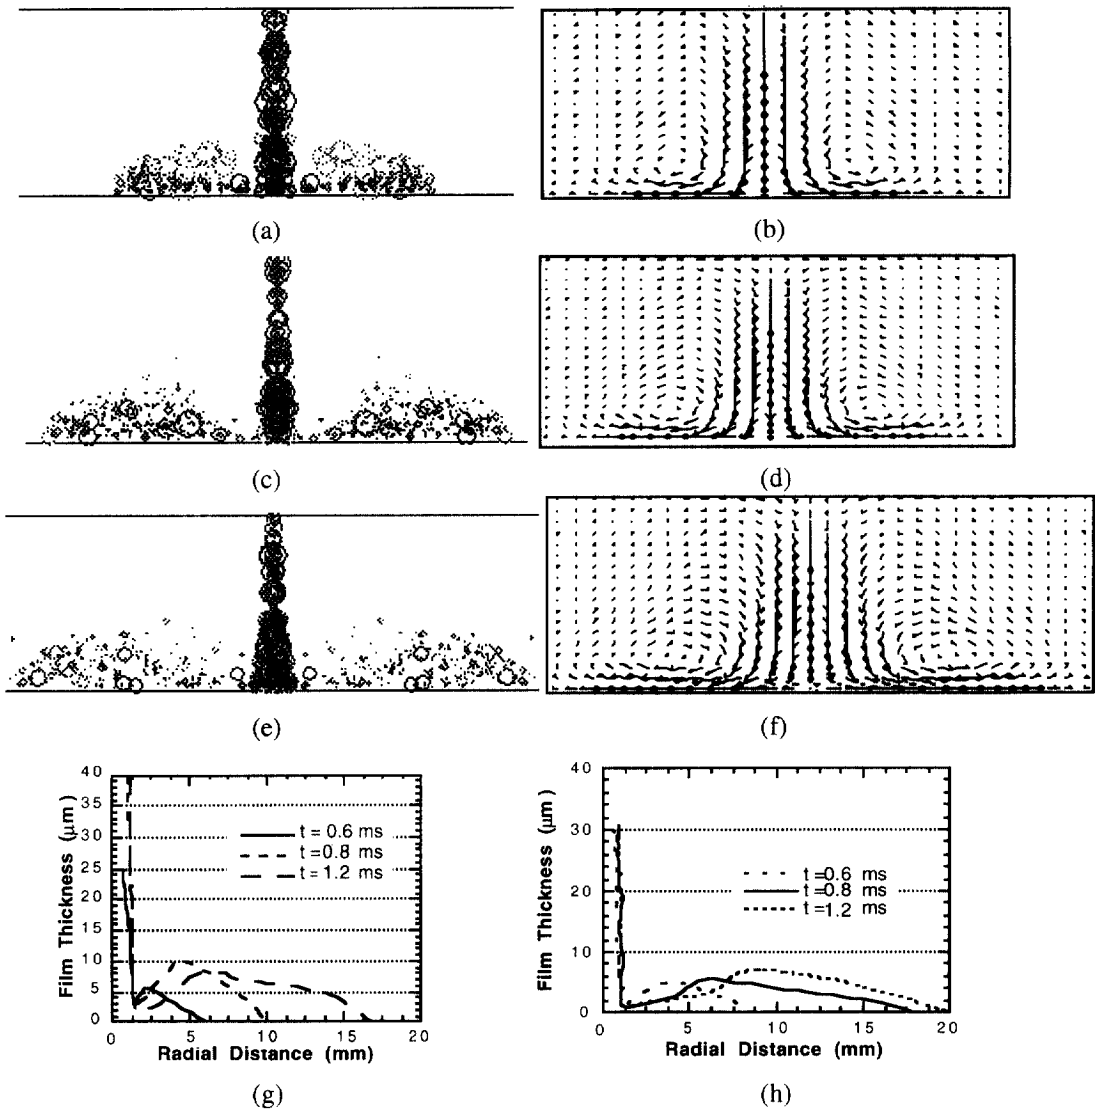 (a)
(b)
(c)
(d)
(e)
(f)
40
35
30
25
20
15
10
5
0
Film Thickness (μm)
t = 0.6 ms
t = 0.8 ms
t = 1.2 ms
0 5 10 15 20
Radial Distance (mm)
(g)
40
30
20
10
0
Film Thickness (μm)
t=0.6 ms
t=0.8 ms
t=1.2 ms
0 5 10 15 20
Radial Distance (mm)
(h)